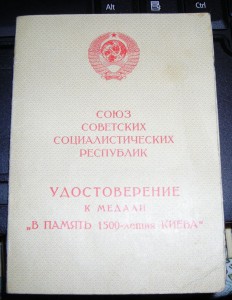 Alt
Ctrl
СОЮЗ
СОВЕТСКИХ
СОЦИАЛИСТИЧЕСКИХ
РЕСПУБЛИК
УДОСТОВЕРЕНИЕ
К МЕДАЛИ
„В ПАМЯТЬ 1500-летия КИЕВА“